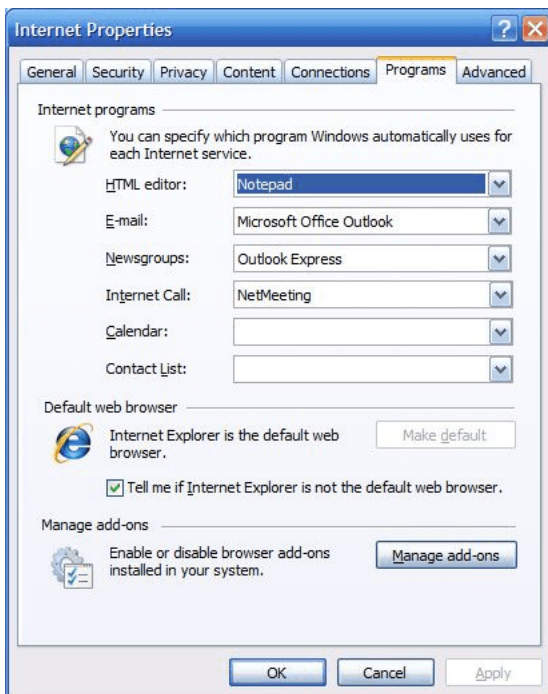 Internet Properties
General Security Privacy Content Connections Programs Advanced
Internet programs
You can specify which program Windows automatically uses for
each Internet service.
HTML editor: Notepad
E-mail: Microsoft Office Outlook
Newsgroups: Outlook Express
Internet Call: NetMeeting
Calendar:
Contact List:
Default web browser
Internet Explorer is the default web
browser.
Make default
Tell me if Internet Explorer is not the default web browser.
Manage add-ons
Enable or disable browser add-ons
installed in your system.
Manage add-ons
OK Cancel Apply